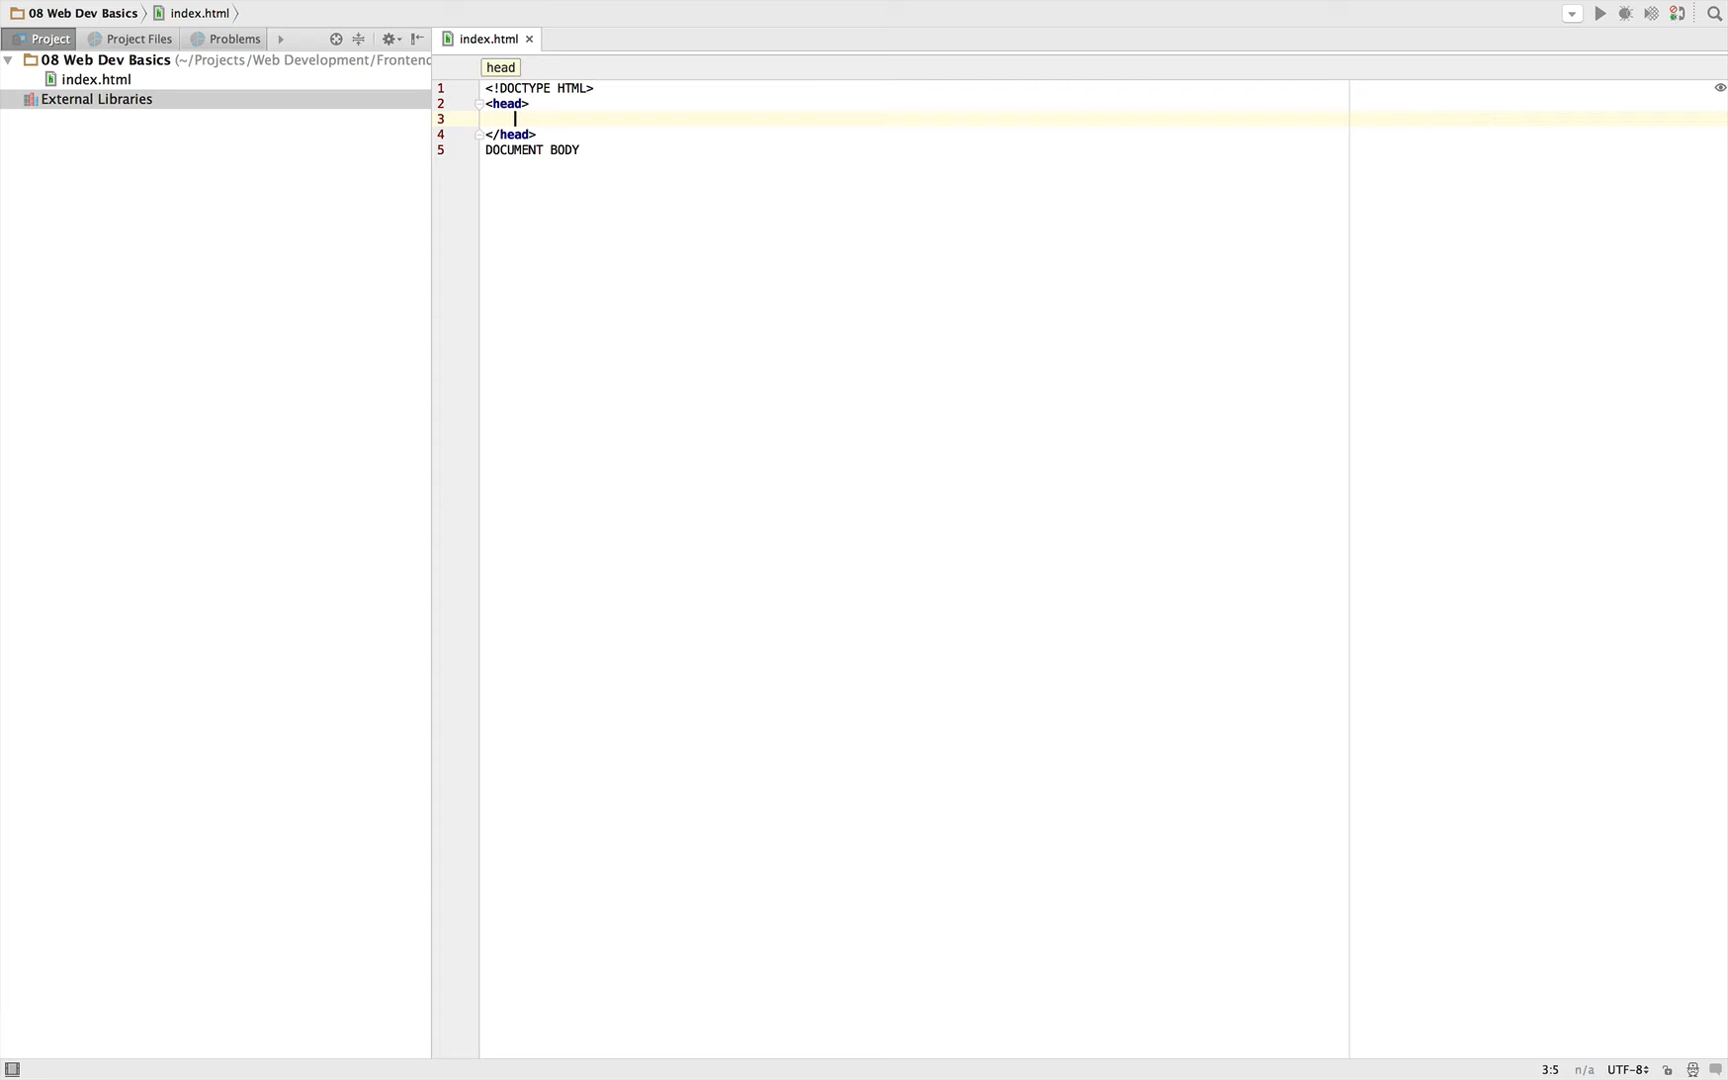 08 Web Dev Basics index.html
Project Project Files Problems index.html
08 Web Dev Basics (~/Projects/Web Development/Frontend
index.html
External Libraries
head
1 <!DOCTYPE HTML>
2 <head>
3
4 </head>
5 DOCUMENT BODY
3:5 n/a UTF-8